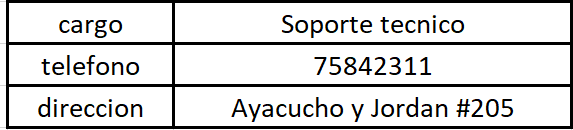 cargo Soporte tecnico
telefono 75842311
direccion Ayacucho y Jordan #205